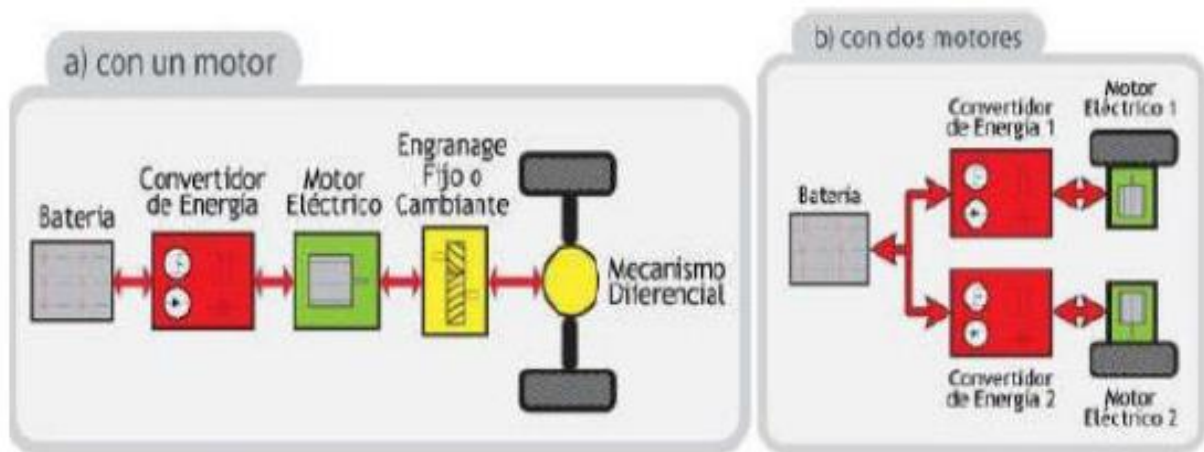 a) con un motor
Batería
Convertidor
de Energía
Motor
Eléctrico
Engranage
Fijo o
Cambiante
Mecanismo
Diferencial
b) con dos motores
Batería
Convertidor
de Energía 1
Motor
Eléctrico 1
Convertidor
de Energía 2
Motor
Eléctrico 2